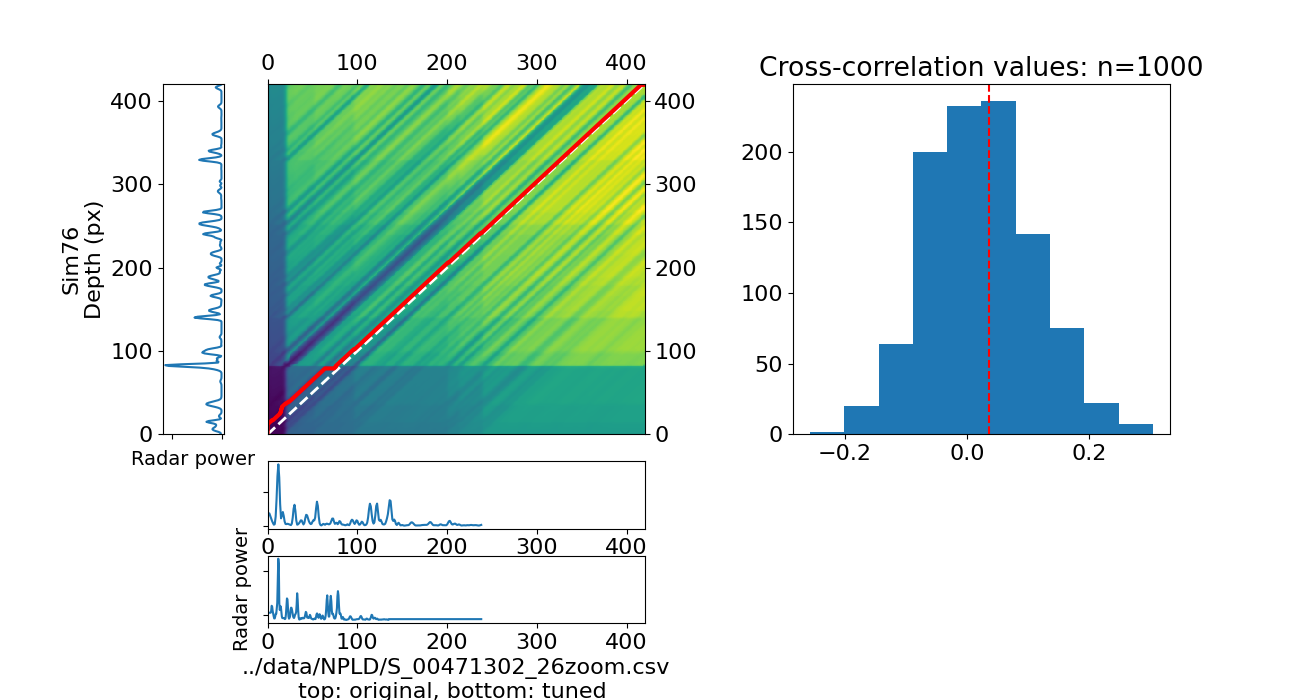 0 100 200 300 400
Cross-correlation values: n=1000
400
300
200
100
0
Sim76
Depth (px)
Radar power
400
300
200
100
0
200
150
100
50
0
−0.2 0.0 0.2
0 100 200 300 400
Radar power
0 100 200 300 400
../data/NPLD/S_00471302_26zoom.csv
top: original, bottom: tuned